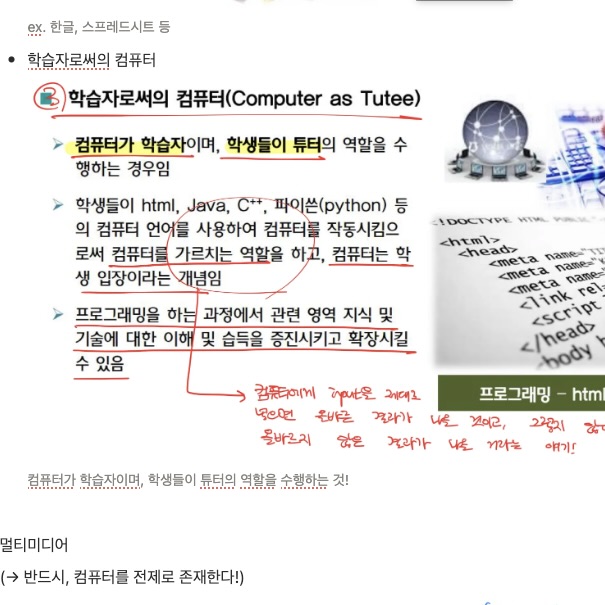 ex. 한글, 스프레드시트 등
• 학습자로써의 컴퓨터
3 학습자로써의 컴퓨터(Computer as Tutee)
컴퓨터가 학습자이며, 학생들이 튜터의 역할을 수
행하는 경우임
학생들이 html, Java, C++, 파이썬(python) 등
의 컴퓨터 언어를 사용하여 컴퓨터를 작동시킴으
로써 컴퓨터를 가르치는 역할을 하고, 컴퓨터는 학
생 입장이라는 개념임
프로그래밍을 하는 과정에서 관련 영역 지식 및
기술에 대한 이해 및 습득을 증진시키고 확장시킬
수 있음
<!DOCTYPE HTML PUBLIC
<html>
<head>
<meta name=
<meta name=
<meta name=
<link rel=
<script
</head>
<body
프로그래밍 – html
컴퓨터에게 input을 제대로
넣으면 올바른 결과가 나올 것이고, 그렇지
올바르지 않은 결과가 나올 거라는 얘기!
컴퓨터가 학습자이며, 학생들이 튜터의 역할을 수행하는 것!
멀티미디어
(→ 반드시, 컴퓨터를 전제로 존재한다!)